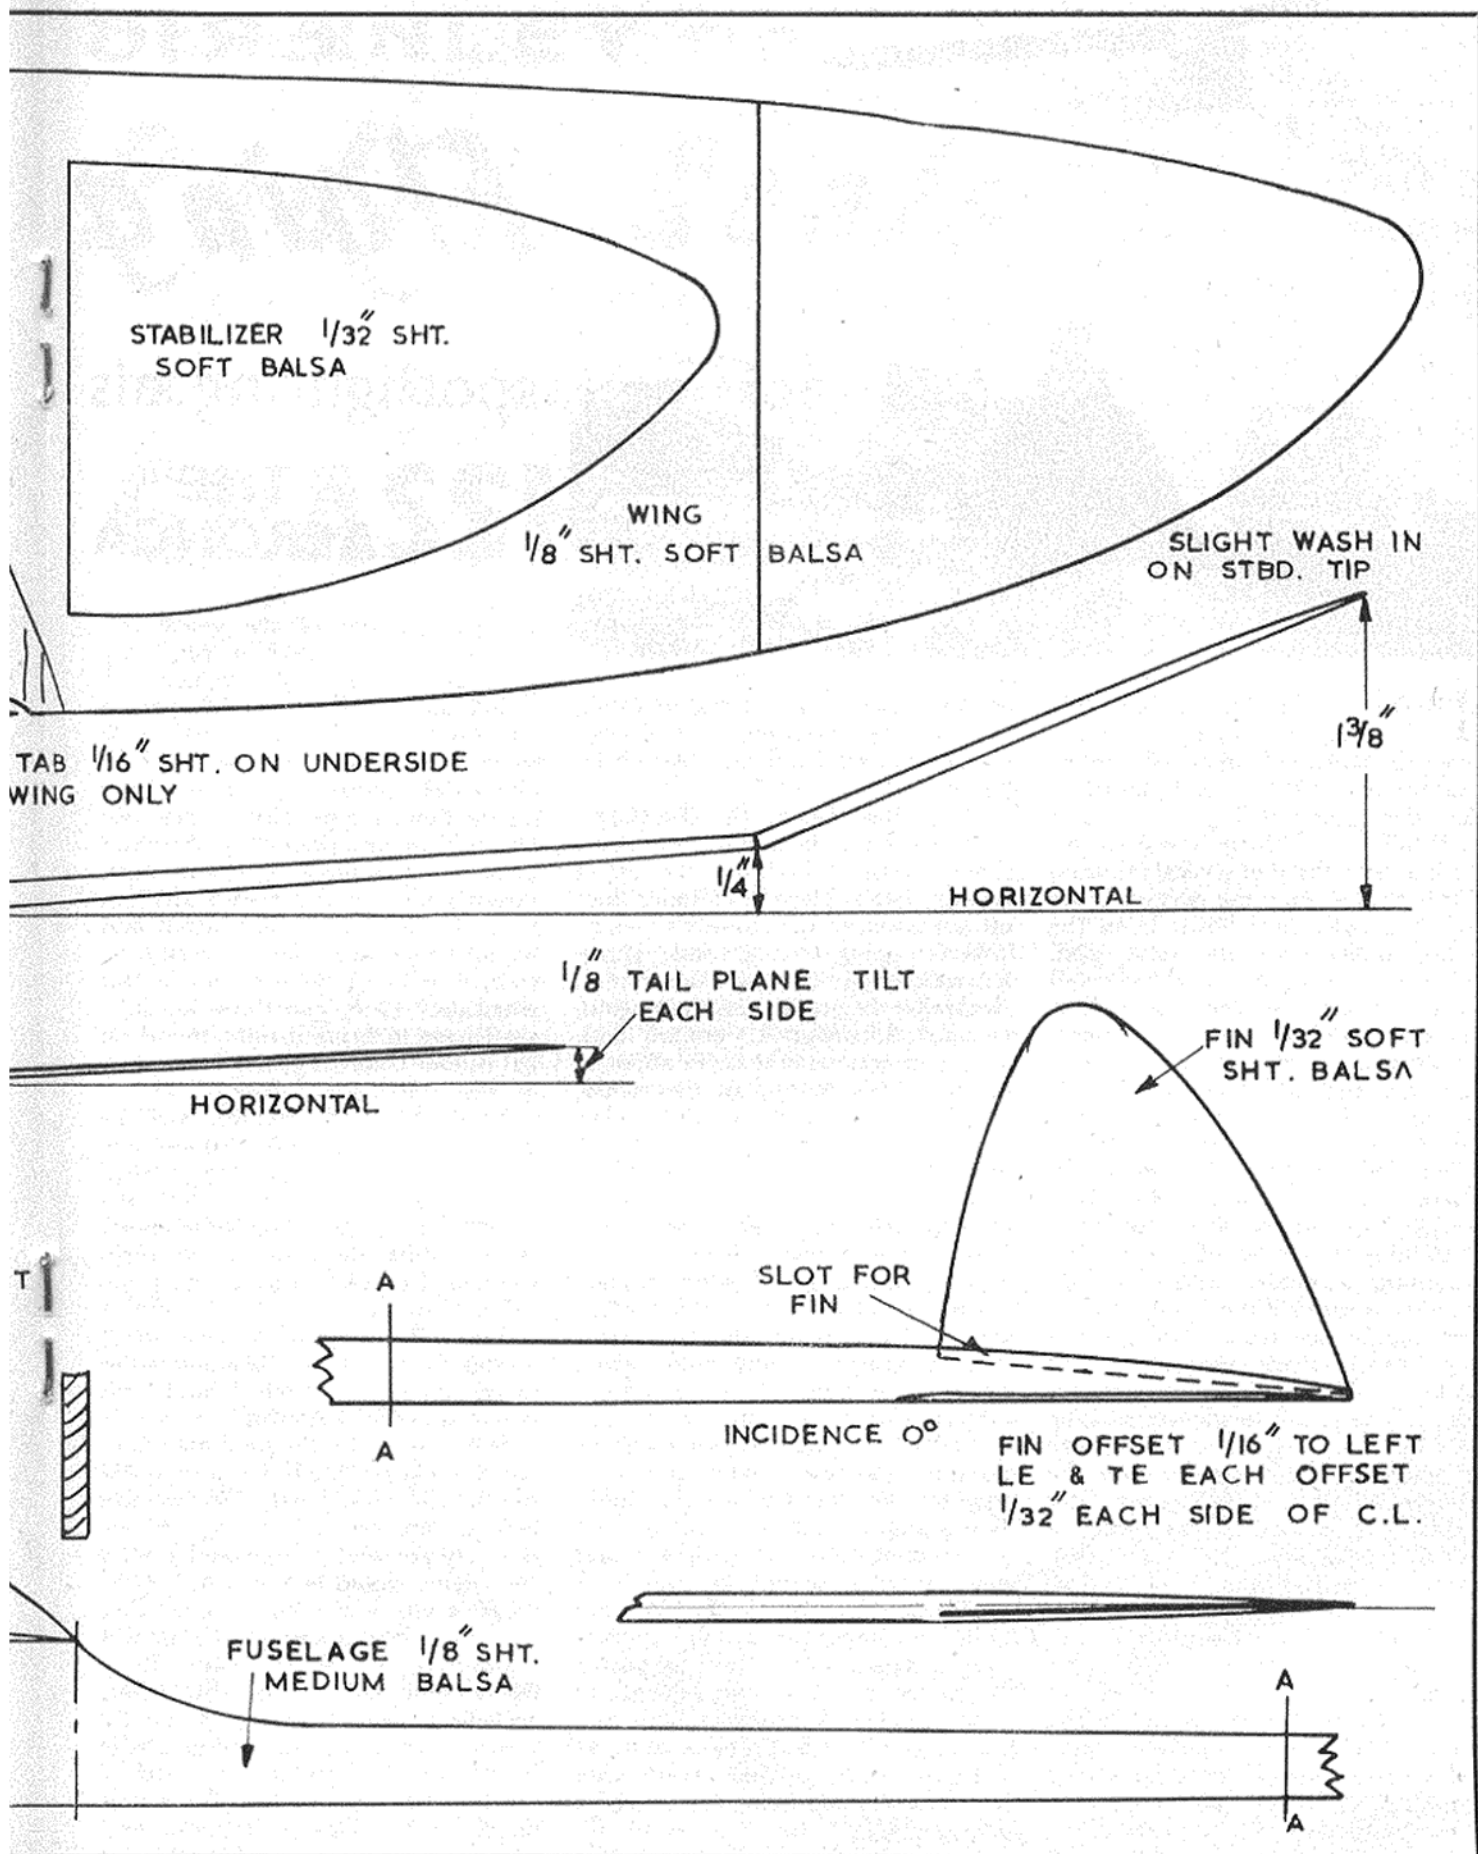 STABILIZER 1/32" SHT.
SOFT BALSA
WING
1/8" SHT. SOFT BALSA
SLIGHT WASH IN
ON STBD. TIP
1 3/8"
TAB 1/16" SHT. ON UNDERSIDE
WING ONLY
1/4"
HORIZONTAL
1/8" TAIL PLANE TILT
EACH SIDE
HORIZONTAL
FIN 1/32" SOFT
SHT. BALSA
T
A
SLOT FOR
FIN
A
INCIDENCE 0°
FIN OFFSET 1/16" TO LEFT
LE & TE EACH OFFSET
1/32" EACH SIDE OF C.L.
FUSELAGE 1/8" SHT.
MEDIUM BALSA
A
A